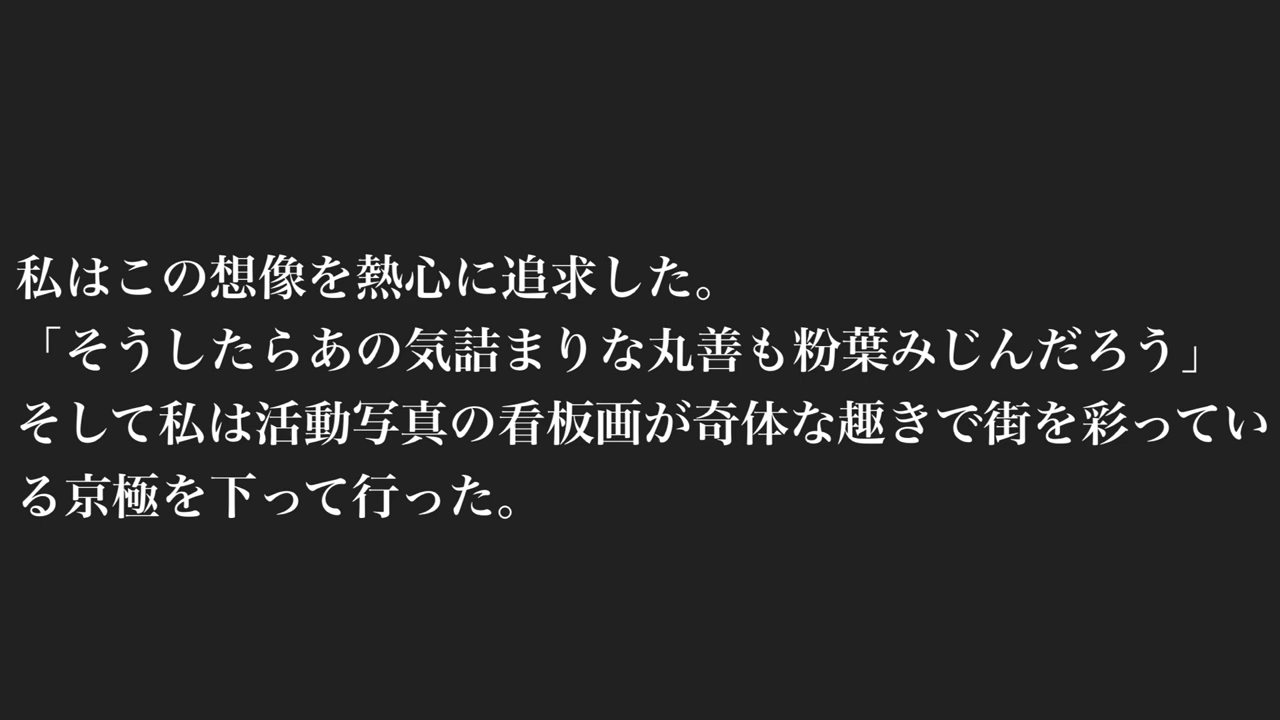 私はこの想像を熱心に追求した。
「そうしたらあの気詰まりな丸善も粉葉みじんだろう」
そして私は活動写真の看板画が奇体な趣きで街を彩ってい
る京極を下って行った。